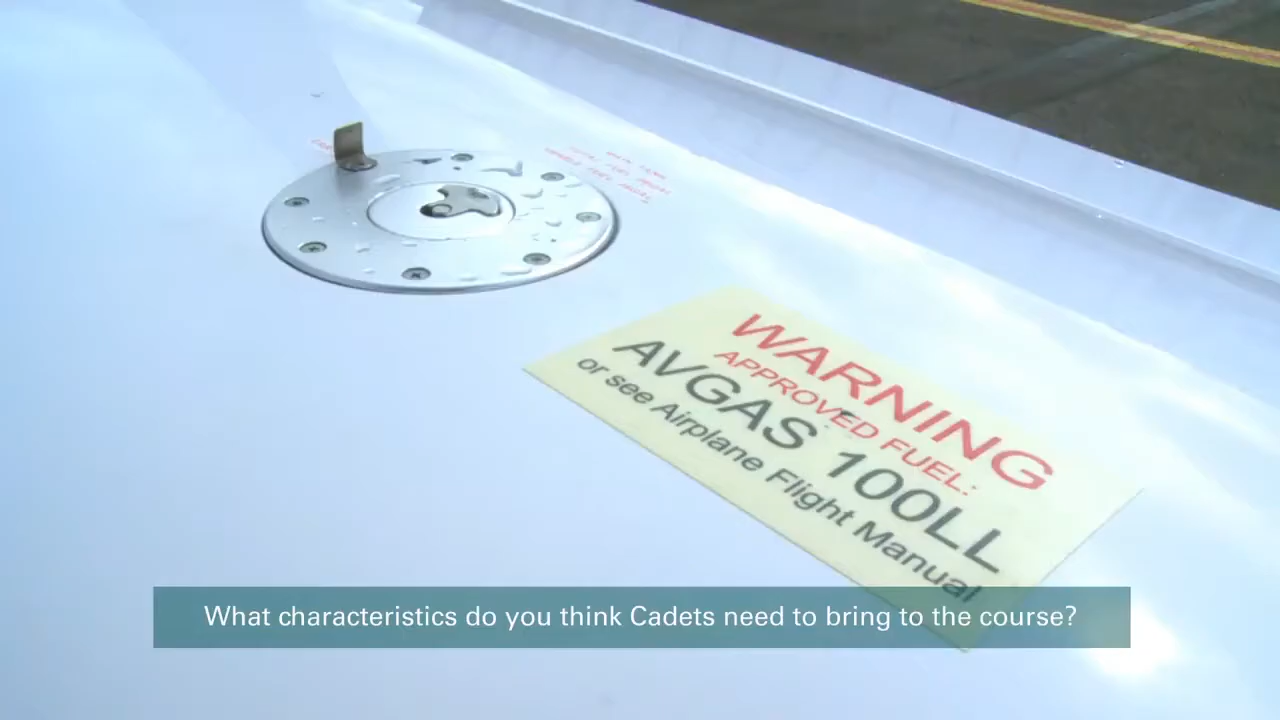 WARNING
APPROVED FUEL:
AVGAS 100LL
or see Airplane Flight Manual
What characteristics do you think Cadets need to bring to the course?